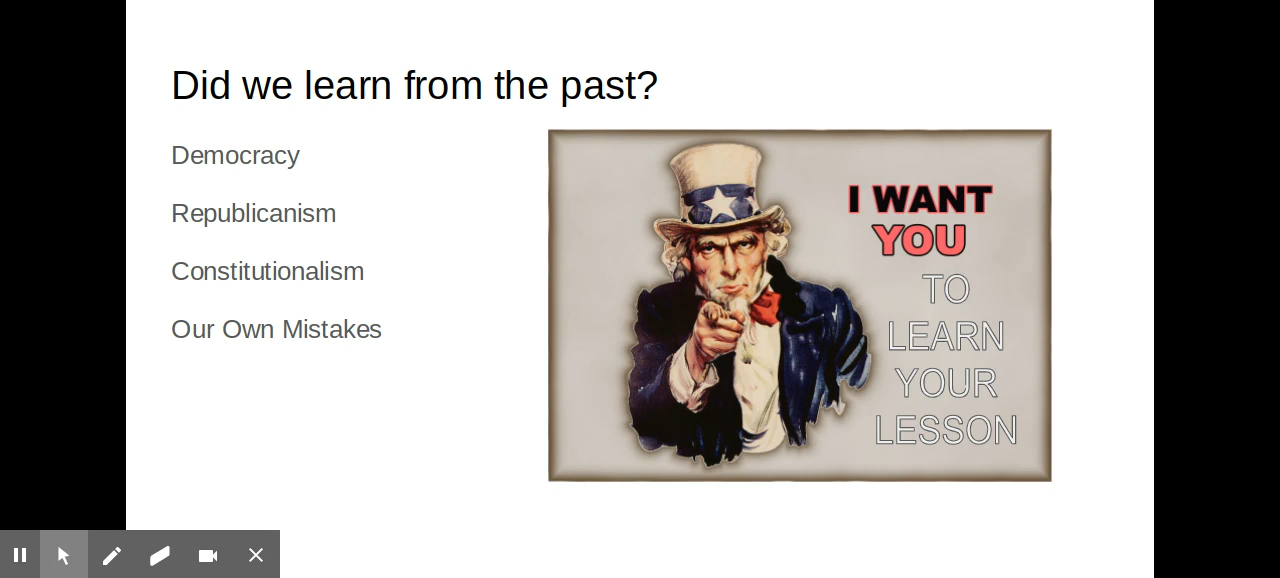 Did we learn from the past?
Democracy
Republicanism
Constitutionalism
Our Own Mistakes
I WANT
YOU
TO
LEARN
YOUR
LESSON